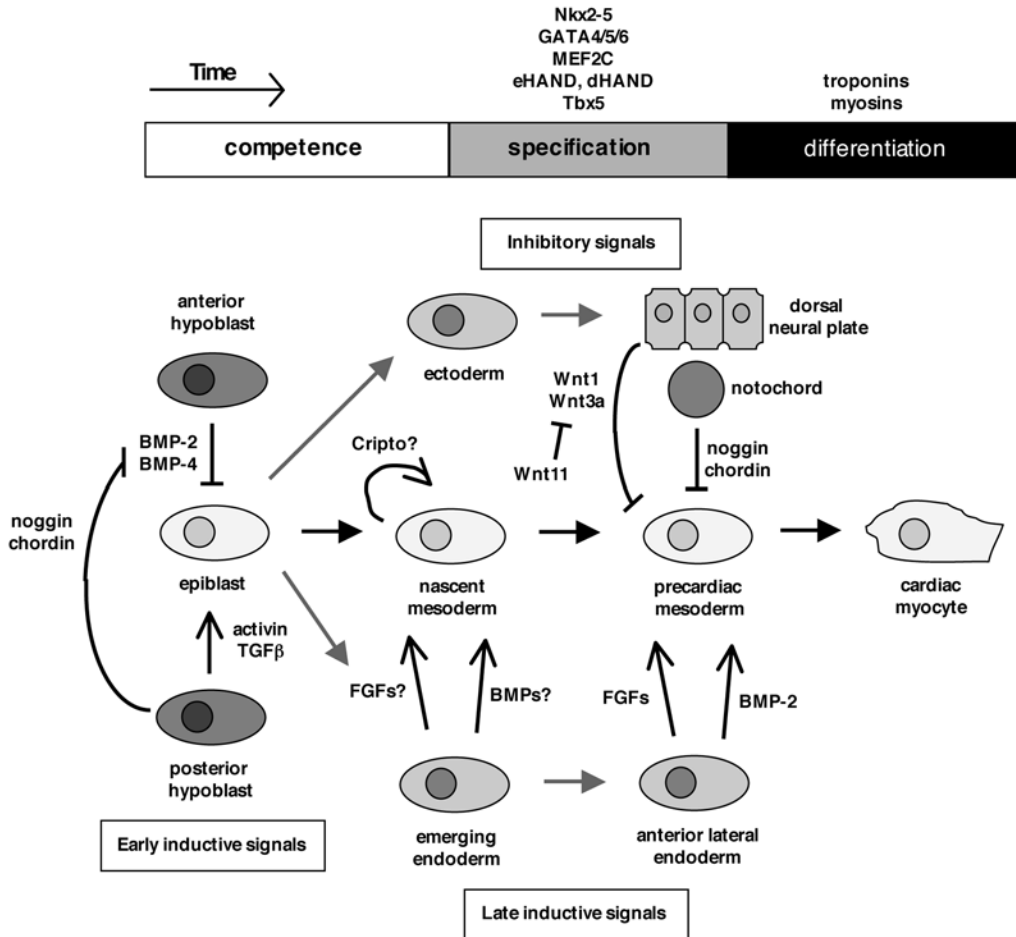 Nkx2-5
GATA4/5/6
MEF2C
eHAND, dHAND
Tbx5
Time
troponins
myosins
competence
specification
differentiation
Inhibitory signals
anterior
hypoblast
ectoderm
dorsal
neural plate
Wnt1
Wnt3a
notochord
BMP-2
BMP-4
Cripto?
Wnt11
noggin
chordin
noggin
chordin
epiblast
nascent
mesoderm
precardiac
mesoderm
cardiac
myocyte
activin
TGFβ
FGFs?
BMPs?
FGFs
BMP-2
posterior
hypoblast
emerging
endoderm
anterior lateral
endoderm
Early inductive signals
Late inductive signals